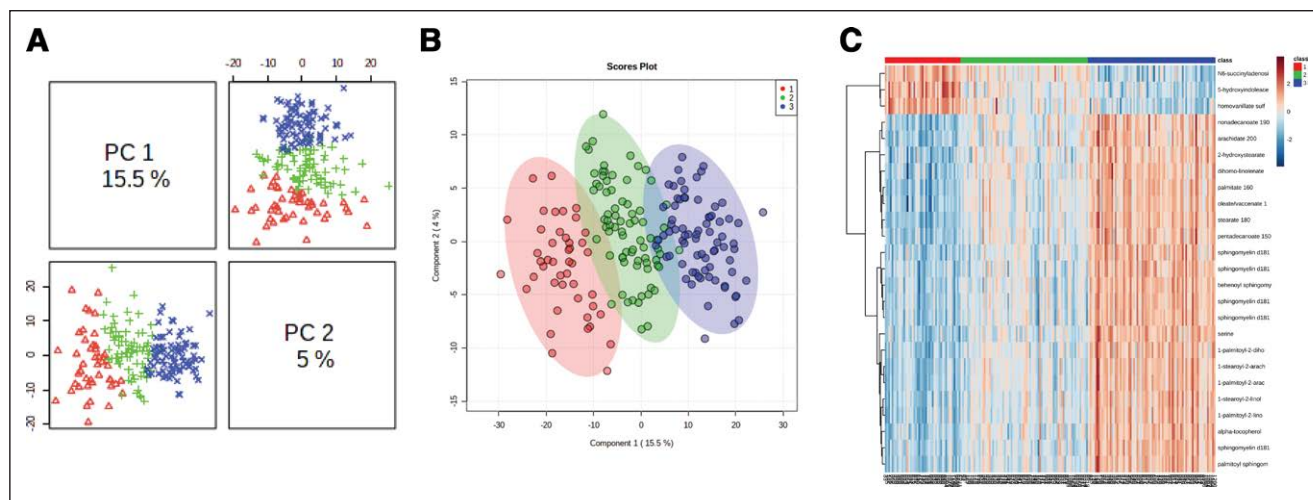 A
-20 -10 0 10 20
PC 1
15.5 %
20
10
0
-10
-20
PC 2
5 %
B
Scores Plot
1
2
3
Component 2 ( 4 %)
15
10
5
0
-5
-10
-15
-30 -20 -10 0 10 20 30
Component 1 ( 15.5 %)
C
class
N6-succinyladenosi
5-hydroxyindoleace
homovanillate sulf
nonadecanoate 190
arachidate 200
2-hydroxystearate
dihomo-linolenate
palmitate 160
oleate/vaccenate 1
stearate 180
pentadecanoate 150
sphingomyelin d181
sphingomyelin d181
behenoyl sphingomy
sphingomyelin d181
sphingomyelin d181
serine
1-palmitoyl-2-diho
1-stearoyl-2-arach
1-palmitoyl-2-arac
1-stearoyl-2-linol
1-palmitoyl-2-lino
alpha-tocopherol
sphingomyelin d181
palmitoyl sphingom
2
0
-2
class
1
2
3